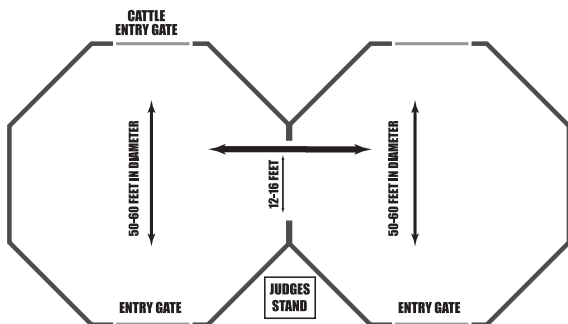 CATTLE
ENTRY GATE
50-60 FEET IN DIAMETER
12-16 FEET
50-60 FEET IN DIAMETER
ENTRY GATE
JUDGES
STAND
ENTRY GATE